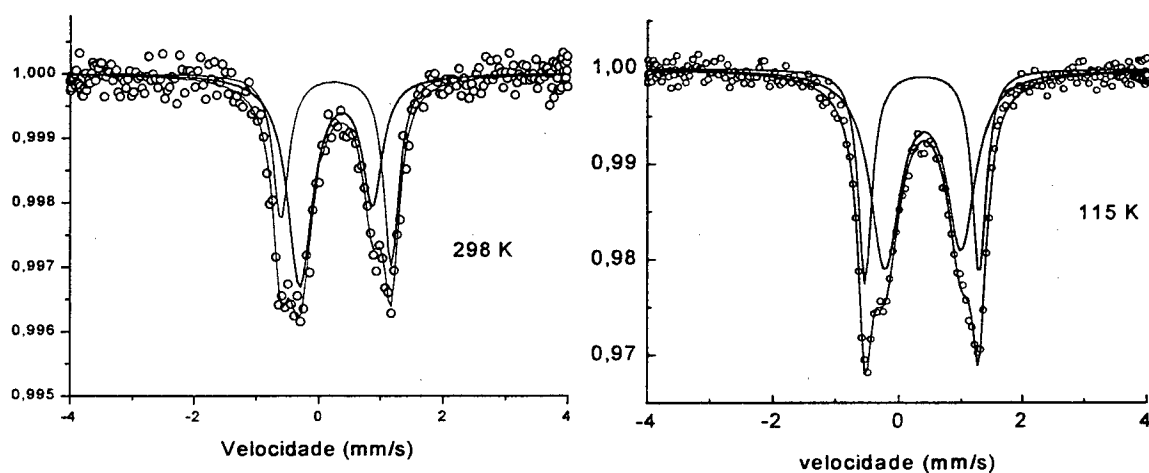 1,000
0,999
0,998
0,997
0,996
0,995
298 K
-4 -2 0 2 4
Velocidade (mm/s)
1,00
0,99
0,98
0,97
115 K
-4 -2 0 2 4
velocidade (mm/s)